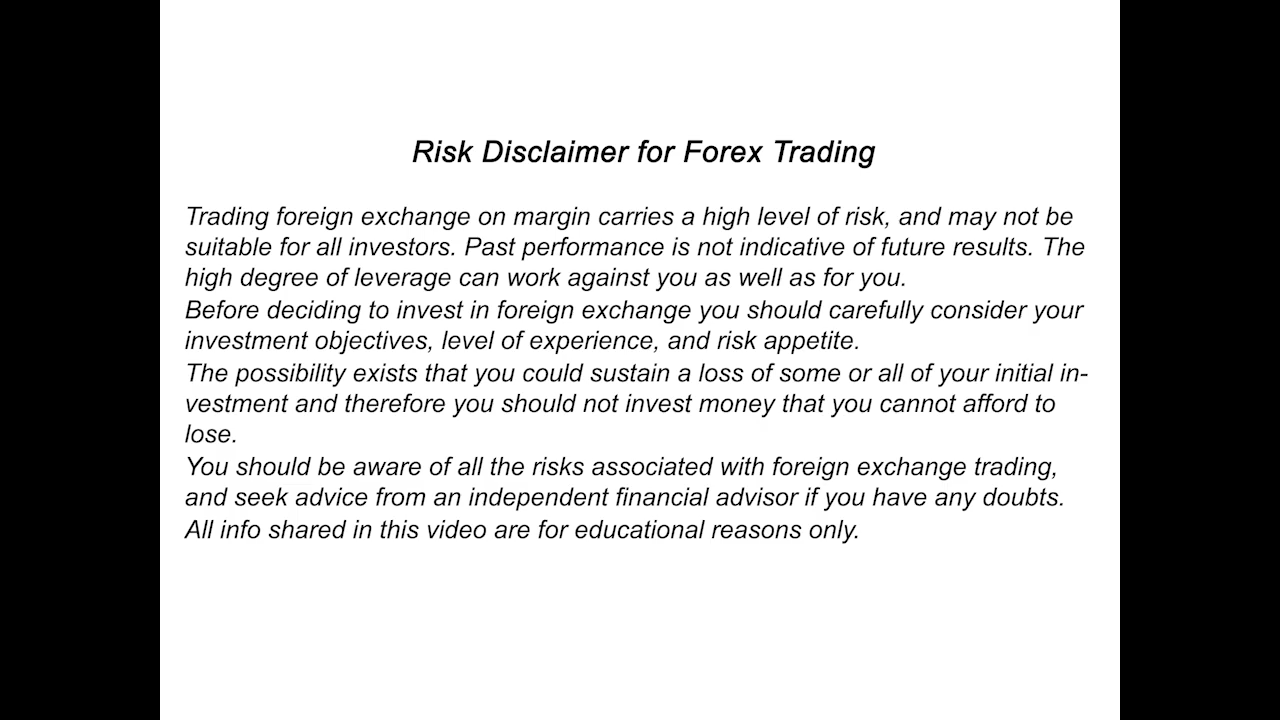 Risk Disclaimer for Forex Trading
Trading foreign exchange on margin carries a high level of risk, and may not be
suitable for all investors. Past performance is not indicative of future results. The
high degree of leverage can work against you as well as for you.
Before deciding to invest in foreign exchange you should carefully consider your
investment objectives, level of experience, and risk appetite.
The possibility exists that you could sustain a loss of some or all of your initial in-
vestment and therefore you should not invest money that you cannot afford to
lose.
You should be aware of all the risks associated with foreign exchange trading,
and seek advice from an independent financial advisor if you have any doubts.
All info shared in this video are for educational reasons only.